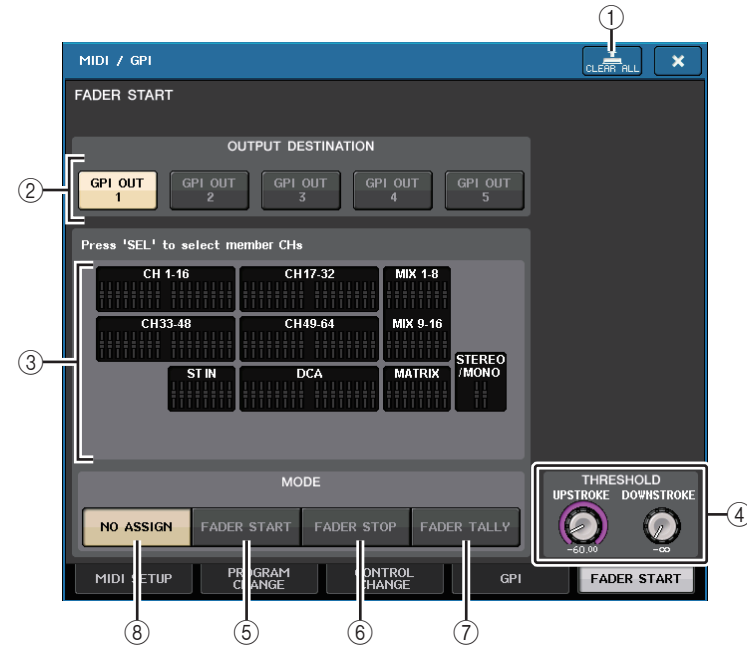 ①
MIDI / GPI
CLEAR ALL
×
FADER START
OUTPUT DESTINATION
②
GPI OUT 1
GPI OUT 2
GPI OUT 3
GPI OUT 4
GPI OUT 5
Press 'SEL' to select member CHs
③
CH 1-16
CH17-32
MIX 1-8
CH33-48
CH49-64
MIX 9-16
ST IN
DCA
MATRIX
STEREO /MONO
MODE
NO ASSIGN
FADER START
FADER STOP
FADER TALLY
THRESHOLD
UPSTROKE
DOWNSTROKE
-60.00
-∞
④
MIDI SETUP
PROGRAM CHANGE
CONTROL CHANGE
GPI
FADER START
⑧
⑤
⑥
⑦